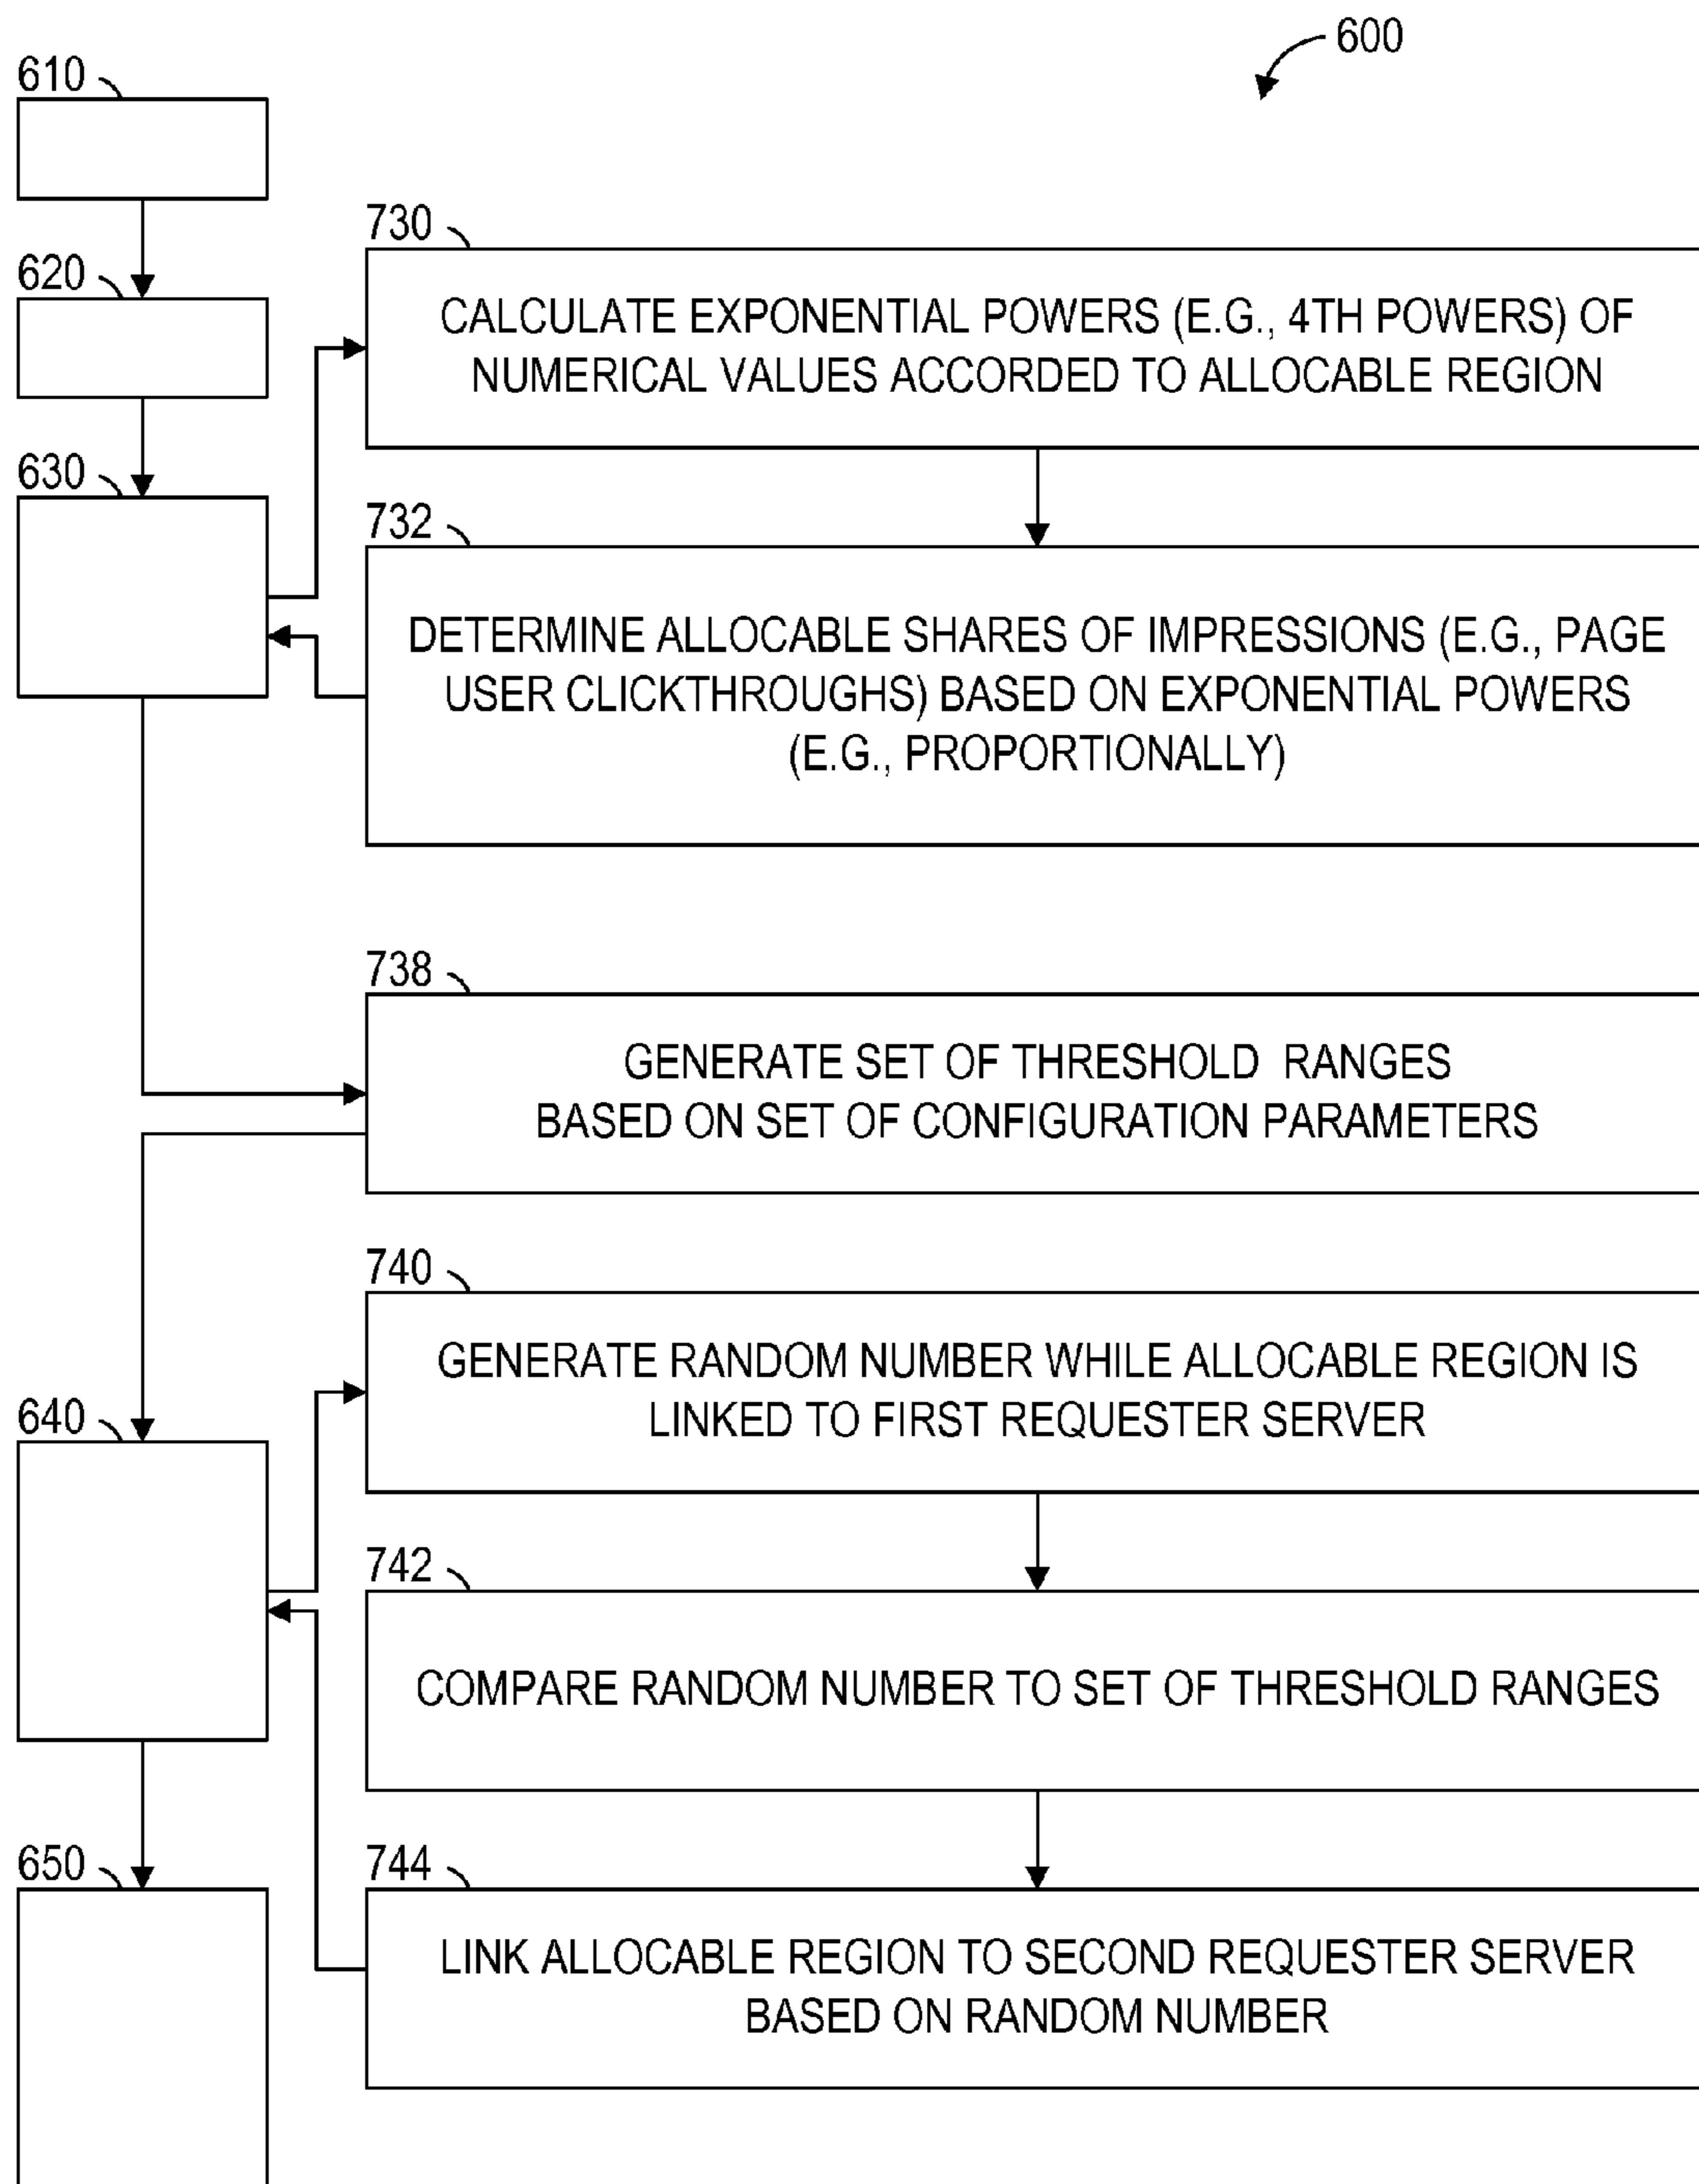 600
610
730
620
CALCULATE EXPONENTIAL POWERS (E.G., 4TH POWERS) OF
NUMERICAL VALUES ACCORDED TO ALLOCABLE REGION
630
732
DETERMINE ALLOCABLE SHARES OF IMPRESSIONS (E.G., PAGE
USER CLICKTHROUGHS) BASED ON EXPONENTIAL POWERS
(E.G., PROPORTIONALLY)
738
GENERATE SET OF THRESHOLD RANGES
BASED ON SET OF CONFIGURATION PARAMETERS
740
GENERATE RANDOM NUMBER WHILE ALLOCABLE REGION IS
LINKED TO FIRST REQUESTER SERVER
640
742
COMPARE RANDOM NUMBER TO SET OF THRESHOLD RANGES
650
744
LINK ALLOCABLE REGION TO SECOND REQUESTER SERVER
BASED ON RANDOM NUMBER